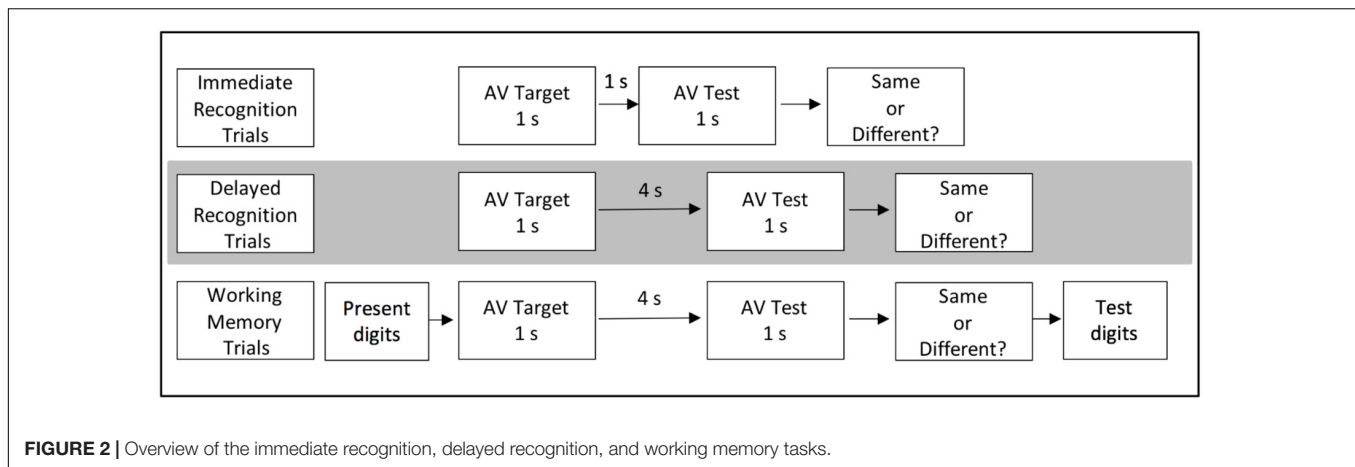 Immediate
Recognition
Trials
AV Target
1 s
1 s
AV Test
1 s
Same
or
Different?
Delayed
Recognition
Trials
AV Target
1 s
4 s
AV Test
1 s
Same
or
Different?
Working
Memory
Trials
Present
digits
AV Target
1 s
4 s
AV Test
1 s
Same
or
Different?
Test
digits
FIGURE 2 | Overview of the immediate recognition, delayed recognition, and working memory tasks.